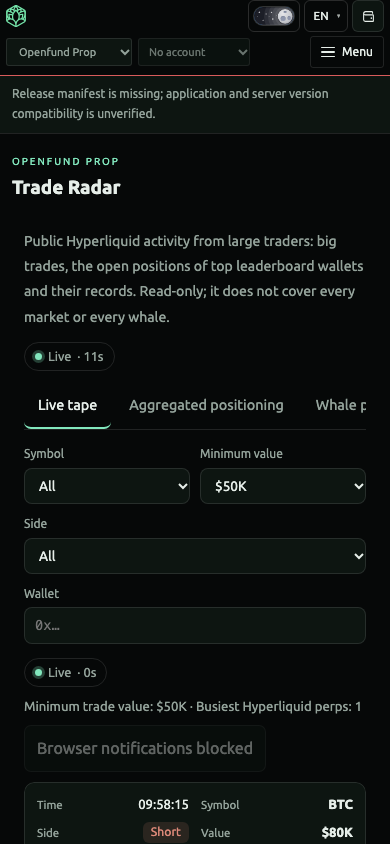 EN
Openfund Prop
No account
Menu
Release manifest is missing; application and server version
compatibility is unverified.
OPENFUND PROP
Trade Radar
Public Hyperliquid activity from large traders: big
trades, the open positions of top leaderboard wallets
and their records. Read-only; it does not cover every
market or every whale.
Live · 11s
Live tape Aggregated positioning Whale p
Symbol Minimum value
All $50K
Side
All
Wallet
0x…
Live · 0s
Minimum trade value: $50K · Busiest Hyperliquid perps: 1
Browser notifications blocked
Time 09:58:15 Symbol BTC
Side Short Value $80K